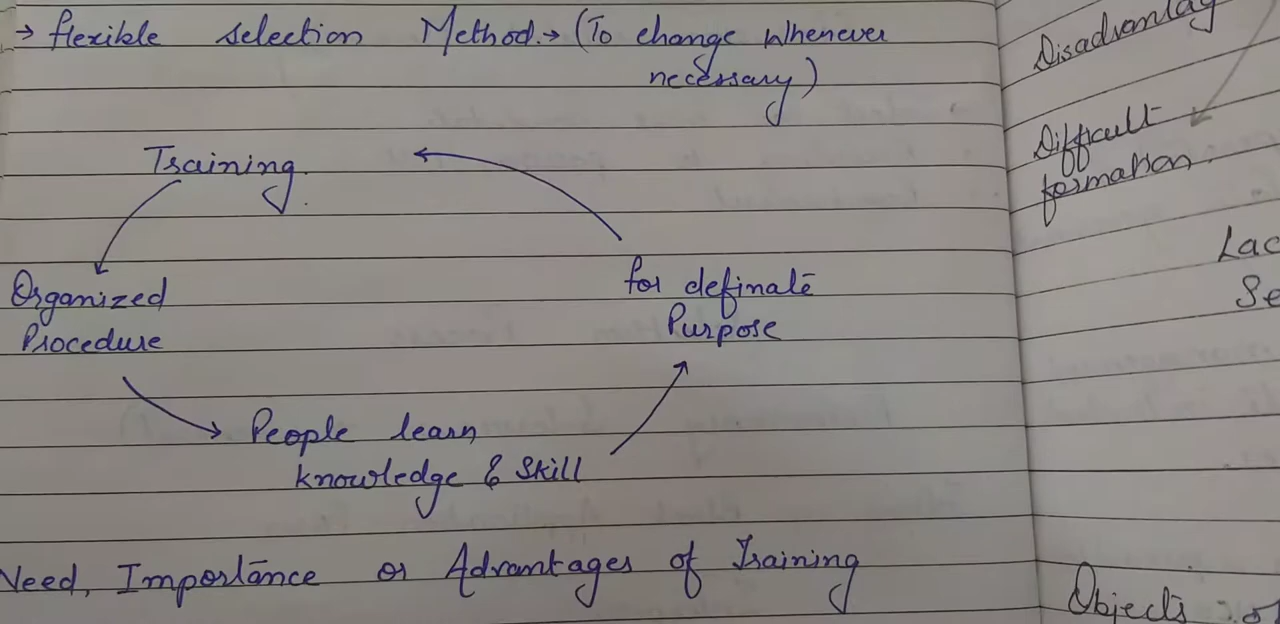 → flexible selection Method.→ (To change Whenever
necessary)
Training.
Organized
Procedure
for definate
Purpose
People learn
knowledge & Skill
Need, Importance or Advantages of Training
Difficult
formation
Objects